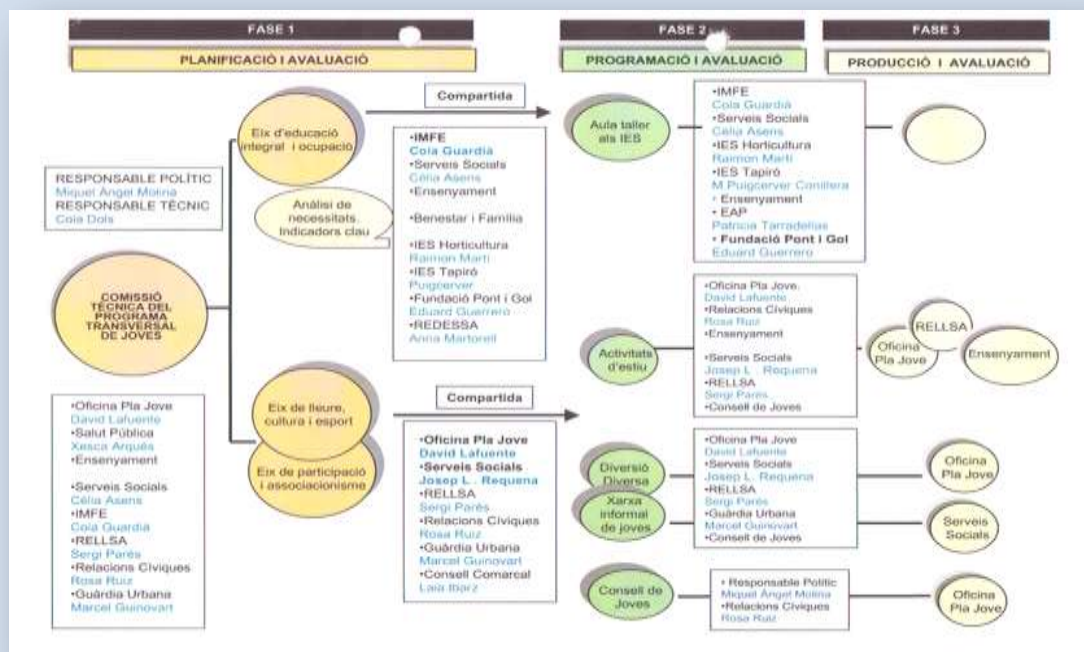 FASE 1
FASE 2
FASE 3
PLANIFICACIÓ I AVALUACIÓ
PROGRAMACIÓ I AVALUACIÓ
PRODUCCIÓ I AVALUACIÓ
RESPONSABLE POLÍTIC
Miquel Àngel Molina
RESPONSABLE TÈCNIC
Coia Dols
COMISSIÓ
TÈCNICA DEL
PROGRAMA
TRANSVERSAL
DE JOVES
•Oficina Pla Jove
David Lafuente
•Salut Pública
Xesca Arqués
•Ensenyament
•Serveis Socials
Célia Asens
•IMFE
Coia Guardià
•RELLSA
Sergi Parés
•Relacions Cíviques
Rosa Ruiz
•Guàrdia Urbana
Marcel Guinovart
Eix d'educació
integral i ocupació
Anàlisi de
necessitats.
Indicadors clau
Compartida
•IMFE
Coia Guardià
•Serveis Socials
Célia Asens
•Ensenyament
•Benestar i Família
•IES Horticultura
Raimon Martí
•IES Tapiró
Puigcerver
•Fundació Pont i Gol
Eduard Guerrero
•REDESSA
Anna Martorell
Eix de lleure,
cultura i esport
Eix de participació
i associacionisme
Compartida
•Oficina Pla Jove
David Lafuente
•Serveis Socials
Josep L . Requena
•RELLSA
Sergi Parés
•Relacions Cíviques
Rosa Ruiz
•Guàrdia Urbana
Marcel Guinovart
•Consell Comarcal
Laia Ibarz
Aula taller
als IES
•IMFE
Coia Guardià
•Serveis Socials
Célia Asens
•IES Horticultura
Raimon Martí
•IES Tapiró
M.Puigcerver Conillera
• Ensenyament
• EAP
Patricia Tarradellas
• Fundació Pont i Gol
Eduard Guerrero
Activitats
d'estiu
•Oficina Pla Jove.
David Lafuente
•Relacions Cíviques
Rosa Ruiz
•Ensenyament
•Serveis Socials
Josep L . Requena
•RELLSA
Sergi Parés.
•Consell de Joves
Oficina
Pla Jove
RELLSA
Ensenyament
Diversió
Diversa
Xarxa
informal
de joves
•Oficina Pla Jove
David Lafuente
•Serveis Socials
Josep L . Requena
•RELLSA
Sergi Parés
•Guàrdia Urbana
Marcel Guinovart
•Consell de Joves
Oficina
Pla Jove
Serveis
Socials
Consell de
Joves
• Responsable Polític
Miquel Àngel Molina
•Relacions Cíviques
Rosa Ruiz
Oficina
Pla Jove